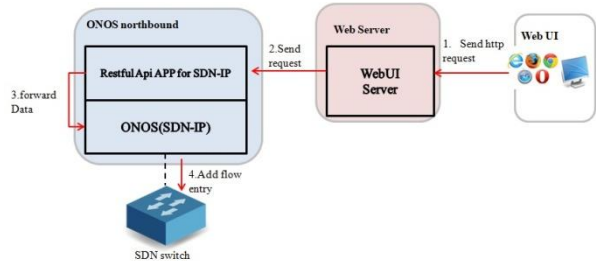 ONOS northbound
Restful Api APP for SDN-IP
ONOS(SDN-IP)
3.forward
Data
4.Add flow
entry
SDN switch
2.Send
request
Web Server
WebUI
Server
1. Send http
request
Web UI